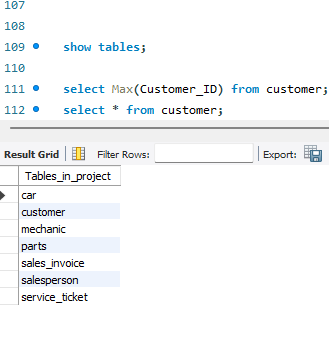 107
108
109 show tables;
110
111 select Max(Customer_ID) from customer;
112 select * from customer;
Result Grid Filter Rows: Export:
Tables_in_project
car
customer
mechanic
parts
sales_invoice
salesperson
service_ticket